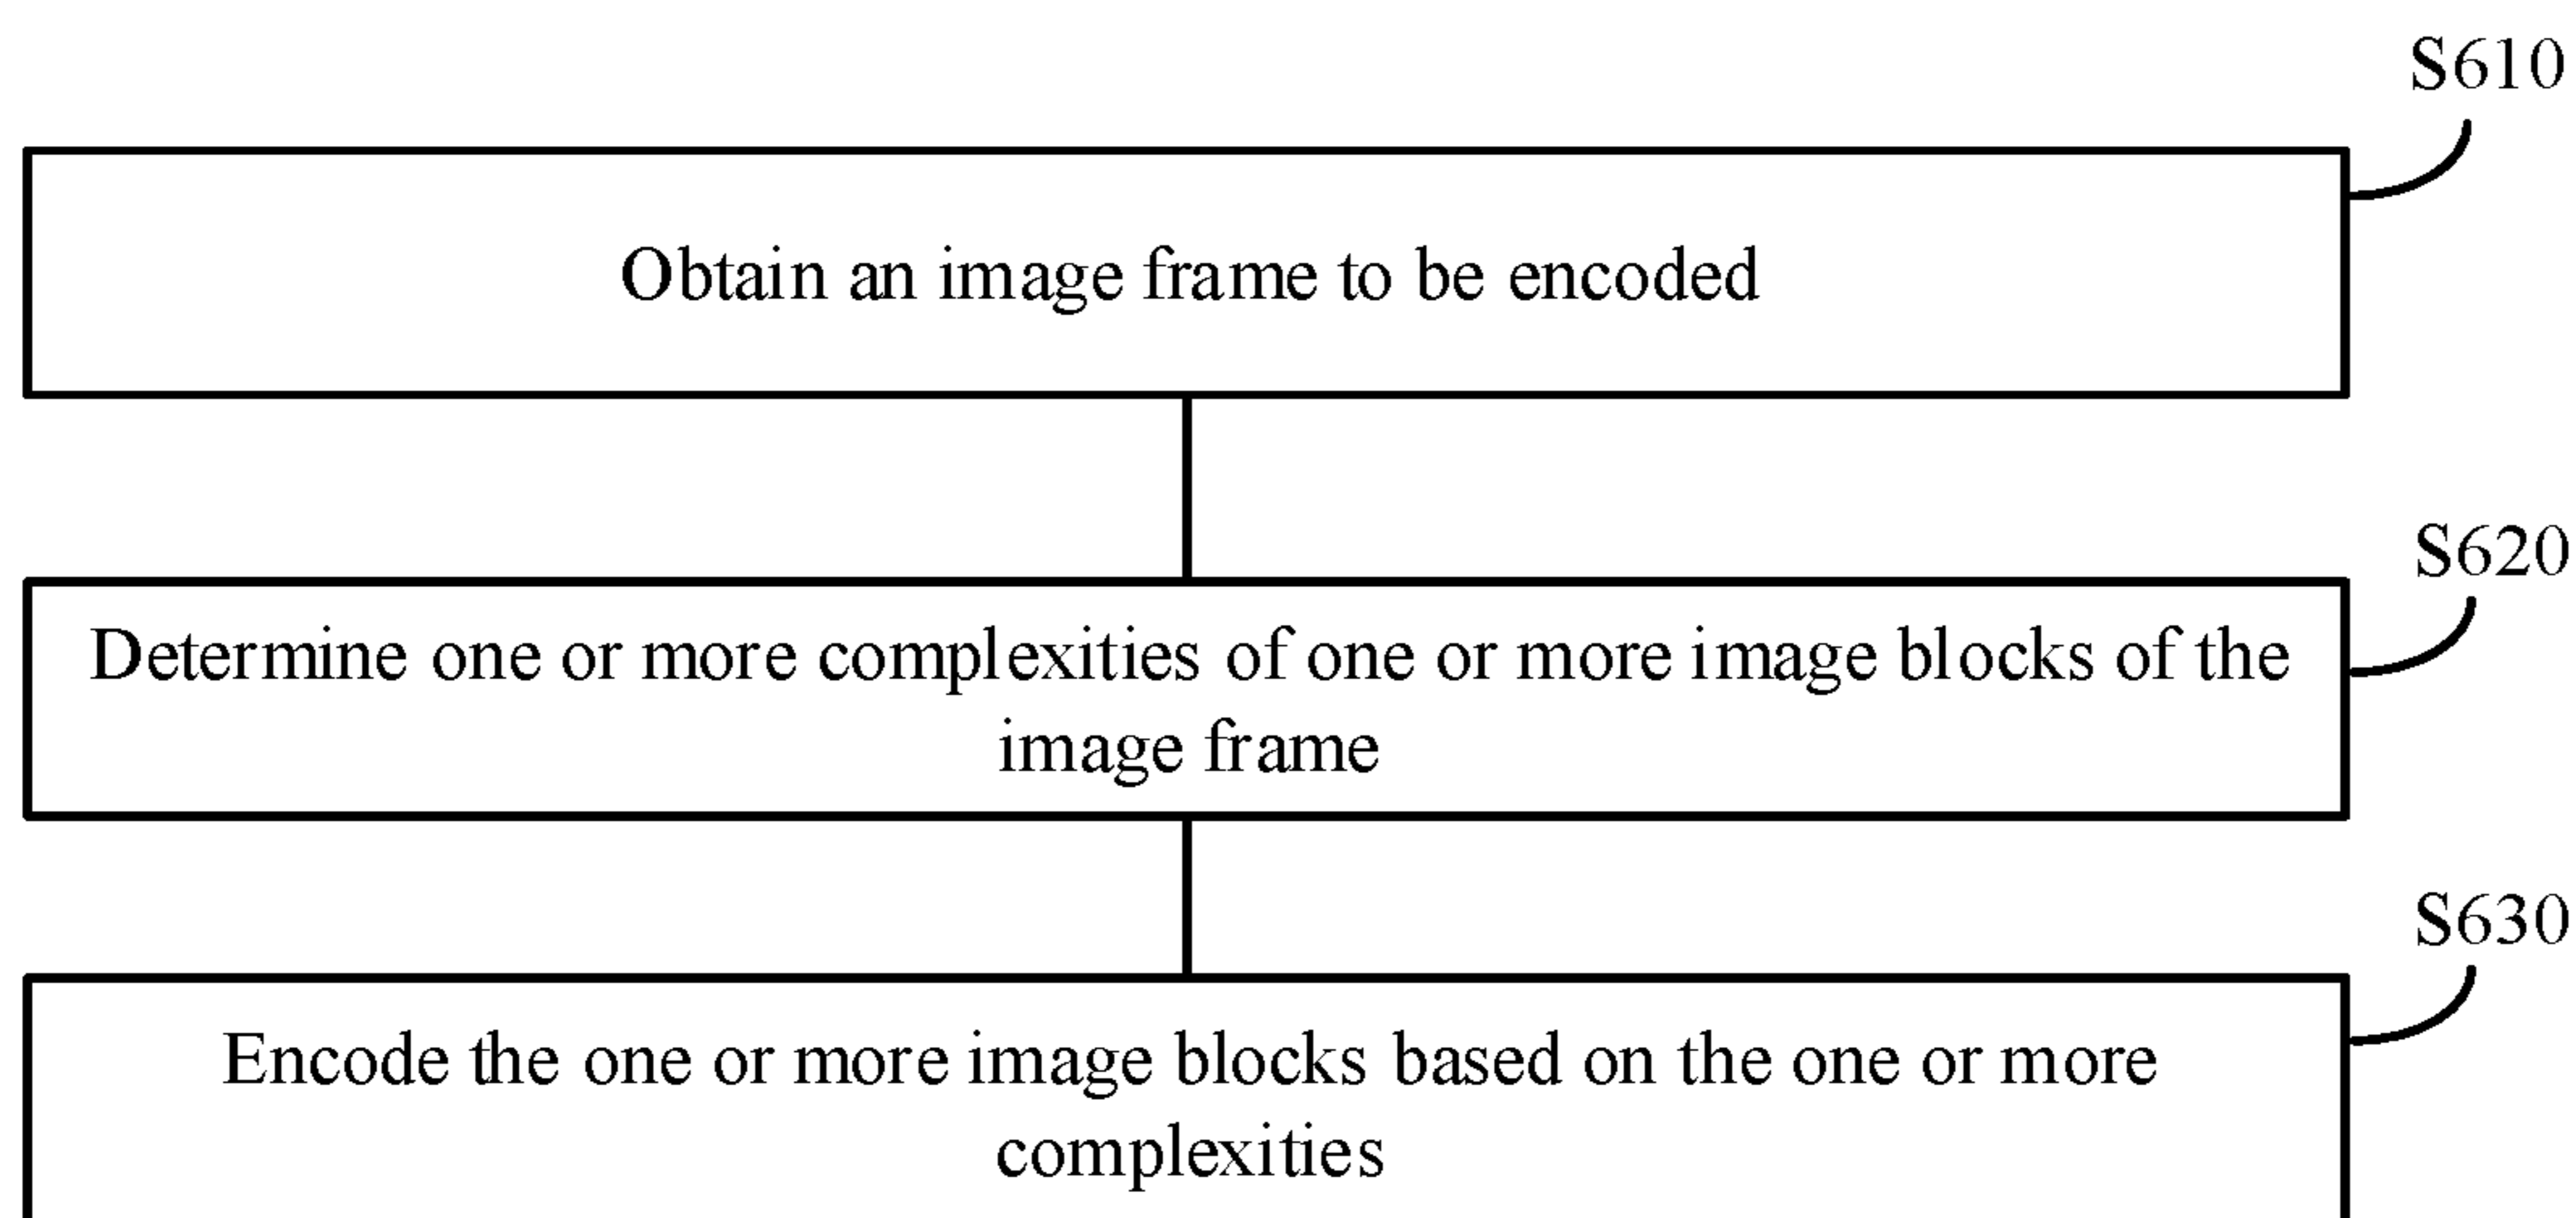 S610
Obtain an image frame to be encoded
S620
Determine one or more complexities of one or more image blocks of the
image frame
S630
Encode the one or more image blocks based on the one or more
complexities